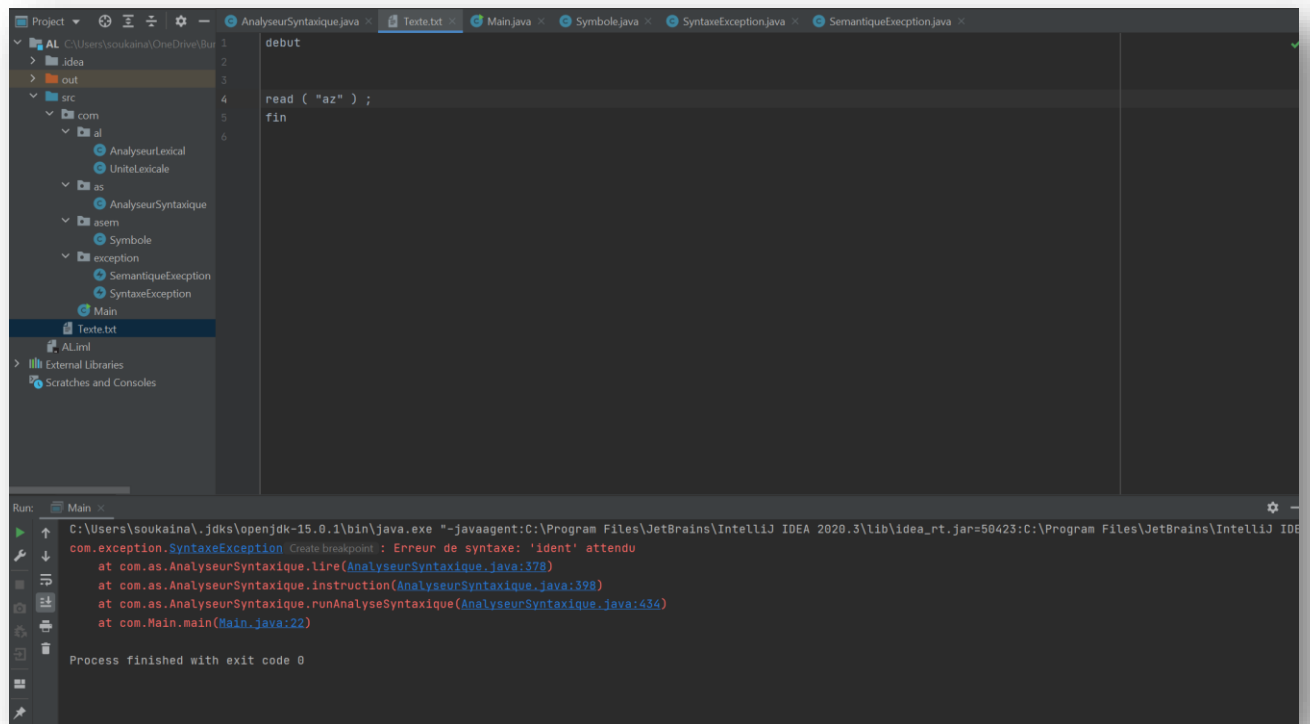 Project
AnalyseurSyntaxique.java
Texte.txt
Main.java
Symbole.java
SyntaxException.java
SemantiqueExecption.java
AL C:\Users\soukaina\OneDrive\Bur
.idea
out
src
com
al
AnalyseurLexical
UniteLexicale
as
AnalyseurSyntaxique
asem
Symbole
exception
SemantiqueExecption
SyntaxeException
Main
Texte.txt
AL.iml
External Libraries
Scratches and Consoles
1 debut
2
3
4 read ( "az" ) ;
5 fin
6
Run: Main
C:\Users\soukaina\.jdks\openjdk-15.0.1\bin\java.exe "-javaagent:C:\Program Files\JetBrains\IntelliJ IDEA 2020.3\lib\idea_rt.jar=50423:C:\Program Files\JetBrains\IntelliJ IDE
com.exception.SyntaxeException Create breakpoint : Erreur de syntaxe: 'ident' attendu
at com.as.AnalyseurSyntaxique.lire(AnalyseurSyntaxique.java:378)
at com.as.AnalyseurSyntaxique.instruction(AnalyseurSyntaxique.java:398)
at com.as.AnalyseurSyntaxique.runAnalyseSyntaxique(AnalyseurSyntaxique.java:434)
at com.Main.main(Main.java:22)
Process finished with exit code 0